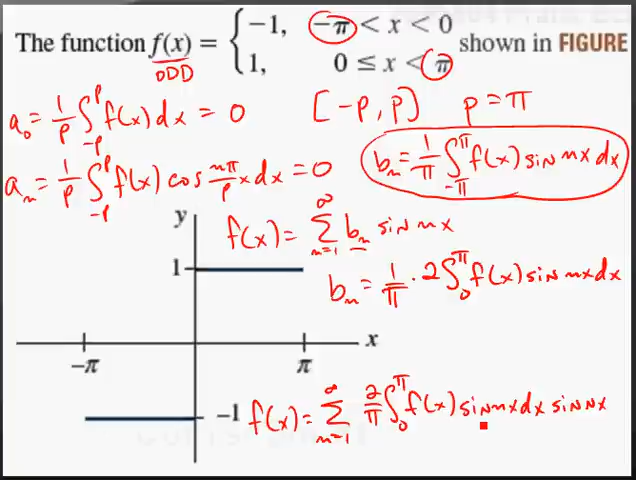 The function f(x) = { −1, −π < x < 0
1, 0 ≤ x < π shown in FIGURE
ODD
a₀ = 1/p ∫₋ₚᵖ f(x) dx = 0
[-p, p] p = π
aₙ = 1/p ∫₋ₚᵖ f(x) cos nπ/p x dx = 0
bₙ = 1/π ∫_{-π}^{π} f(x) sin nx dx
f(x) = ∑_{n=1}^{∞} bₙ sin nx
bₙ = 1/π · 2 ∫₀^π f(x) sin nx dx
y
1
x
−π
π
−1
f(x) = ∑_{n=1}^{∞} 2/π ∫₀^π f(x) sin nx dx sin nx